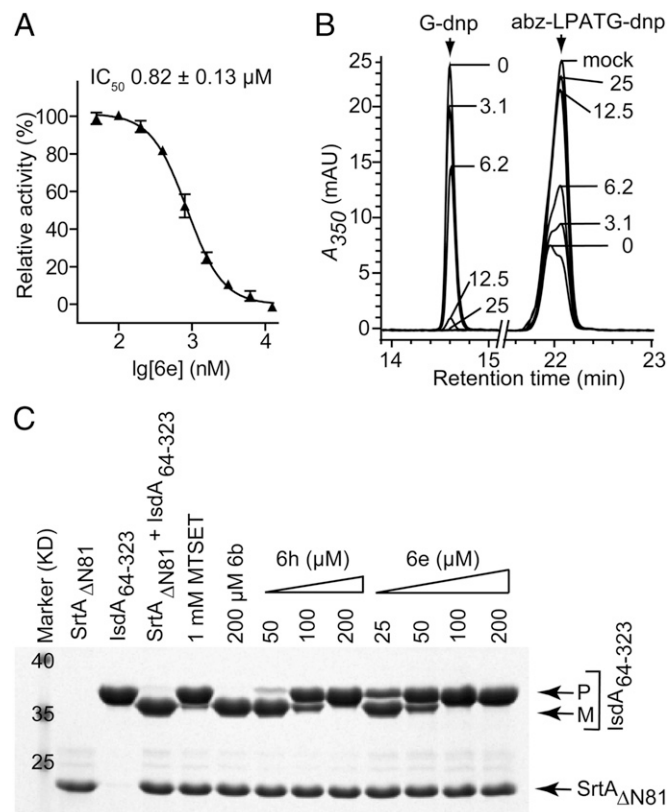 A
IC50 0.82 ± 0.13 µM
Relative activity (%)
100
80
60
40
20
0
2
3
4
lg[6e] (nM)
B
G-dnp
abz-LPATG-dnp
A350 (mAU)
25
20
15
10
5
0
0
3.1
6.2
12.5
25
mock
25
12.5
6.2
3.1
0
14
15
22
23
Retention time (min)
C
Marker (KD)
SrtAΔN81
IsdA64-323
SrtAΔN81 + IsdA64-323
1 mM MTSET
200 µM 6b
6h (µM)
50
100
200
6e (µM)
25
50
100
200
40
35
25
P
M
IsdA64-323
SrtAΔN81